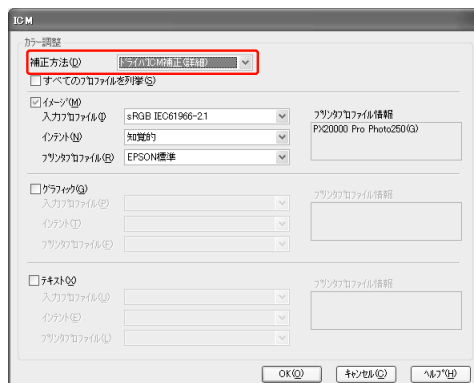 ICM
カラー調整
補正方法(D) ドライバICM補正(詳細)
すべてのプロファイルを列挙(S)
イメージ(M)
入力プロファイル(I) sRGB IEC61966-2.1
インテント(N) 知覚的
プリンタプロファイル(R) EPSON標準
プリンタプロファイル情報
PX20000 Pro Photo250(G)
グラフィック(G)
入力プロファイル(P)
インテント(T)
プリンタプロファイル(F)
プリンタプロファイル情報
テキスト(X)
入力プロファイル(U)
インテント(E)
プリンタプロファイル(L)
プリンタプロファイル情報
OK(O) キャンセル(C) ヘルプ(H)